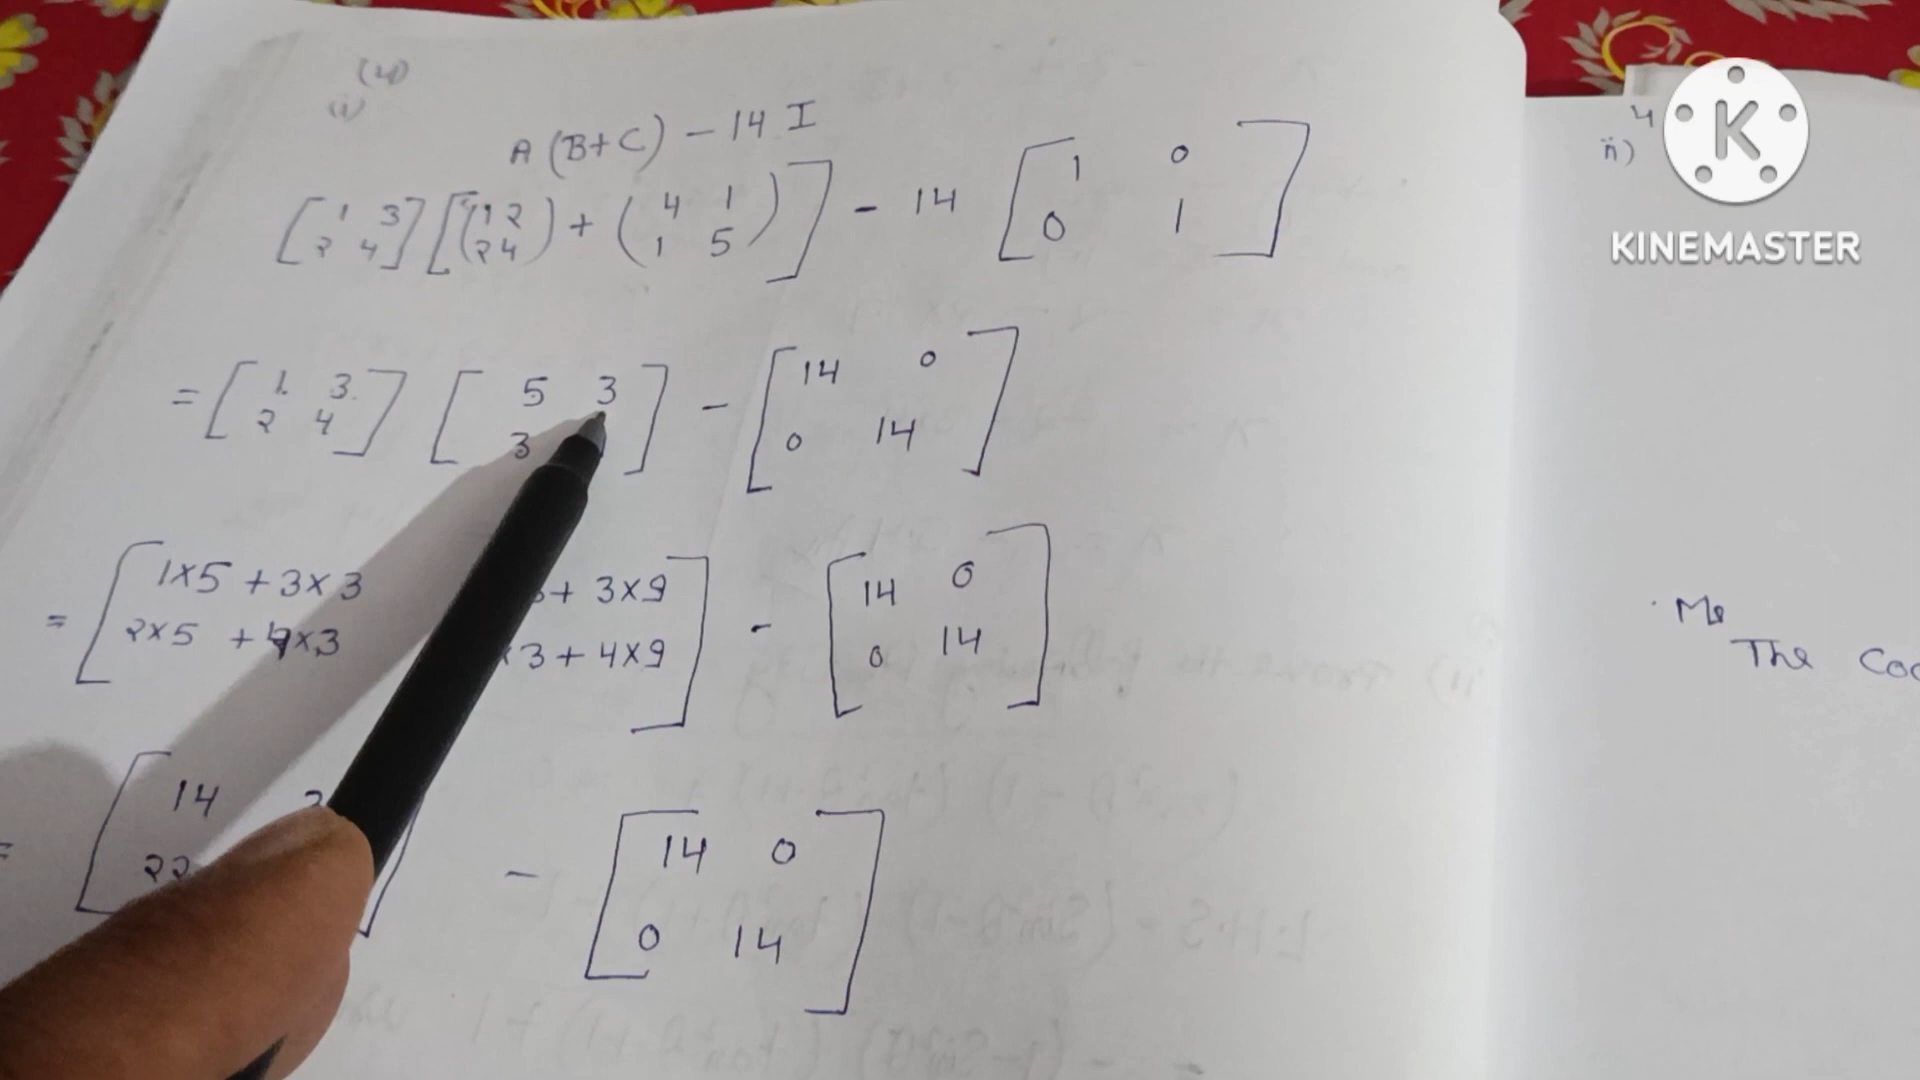 (4)
(i)
A (B+C) - 14 I
[1 3 [(1 2 + (4 1 - 14 [1 0
2 4] 2 4) 1 5)] 0 1]
= [1 3 [5 3 - [14 0
2 4] 3 ] 0 14]
= [1×5 + 3×3 + 3×9 - [14 0
2×5 + 4×3 ×3 + 4×9] 0 14]
= [14 - [14 0
22 ] 0 14]
4
ii)
The
KINEMASTER